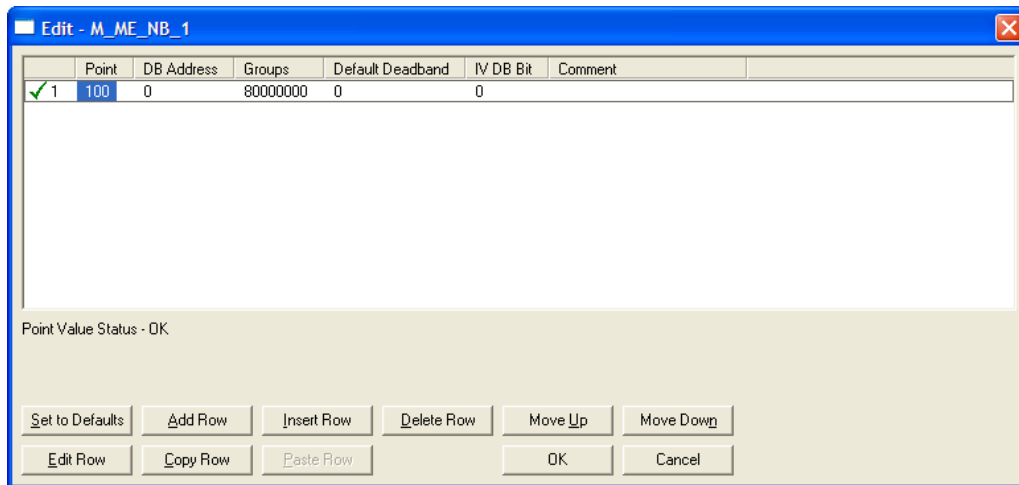 Edit - M_ME_NB_1
Point DB Address Groups Default Deadband IV DB Bit Comment
1 100 0 80000000 0 0
Point Value Status - OK
Set to Defaults Add Row Insert Row Delete Row Move Up Move Down
Edit Row Copy Row Paste Row OK Cancel